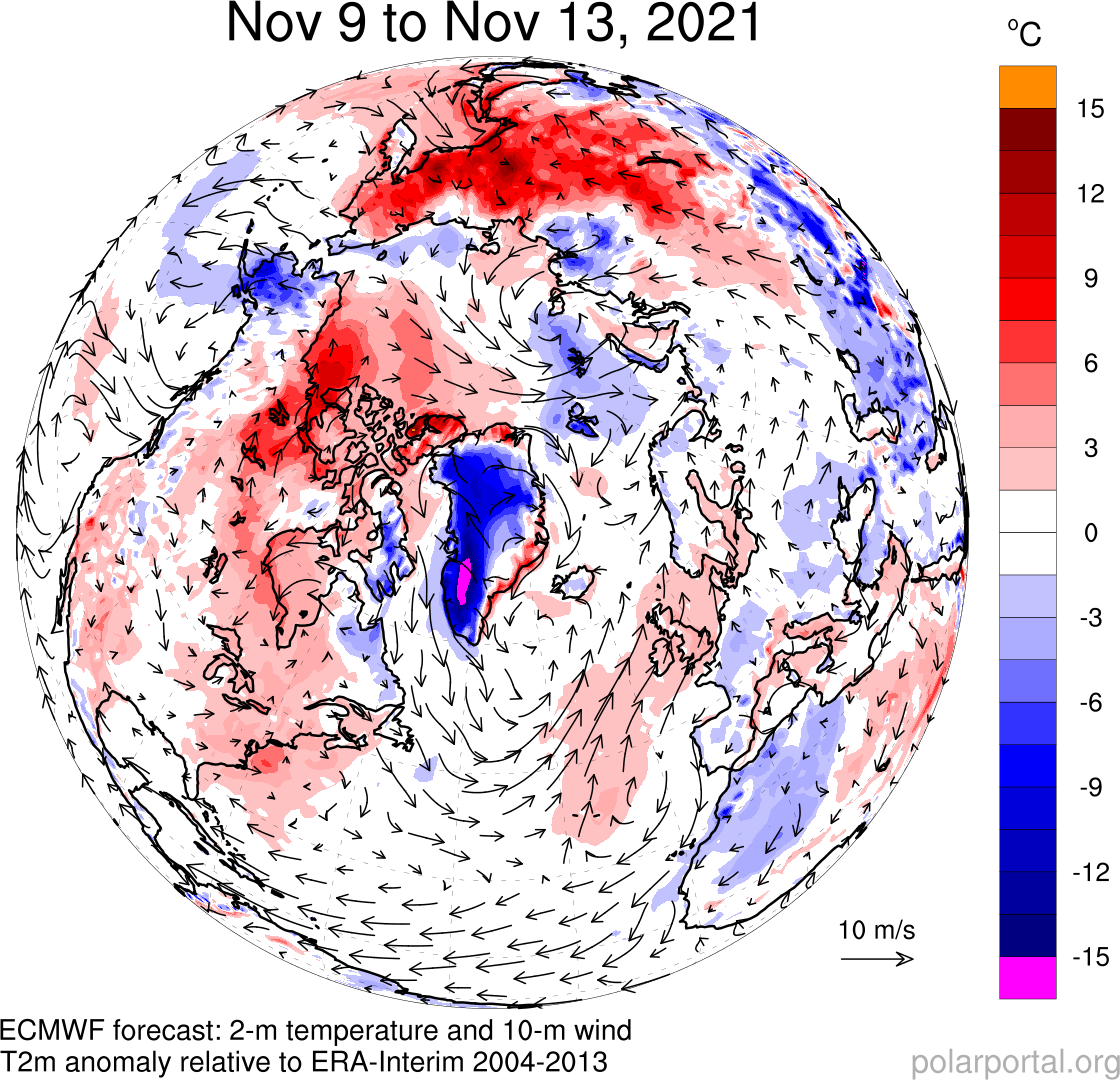 Nov 9 to Nov 13, 2021
°C
15
12
9
6
3
0
-3
-6
-9
-12
-15
10 m/s
ECMWF forecast: 2-m temperature and 10-m wind
T2m anomaly relative to ERA-Interim 2004-2013
polarportal.org